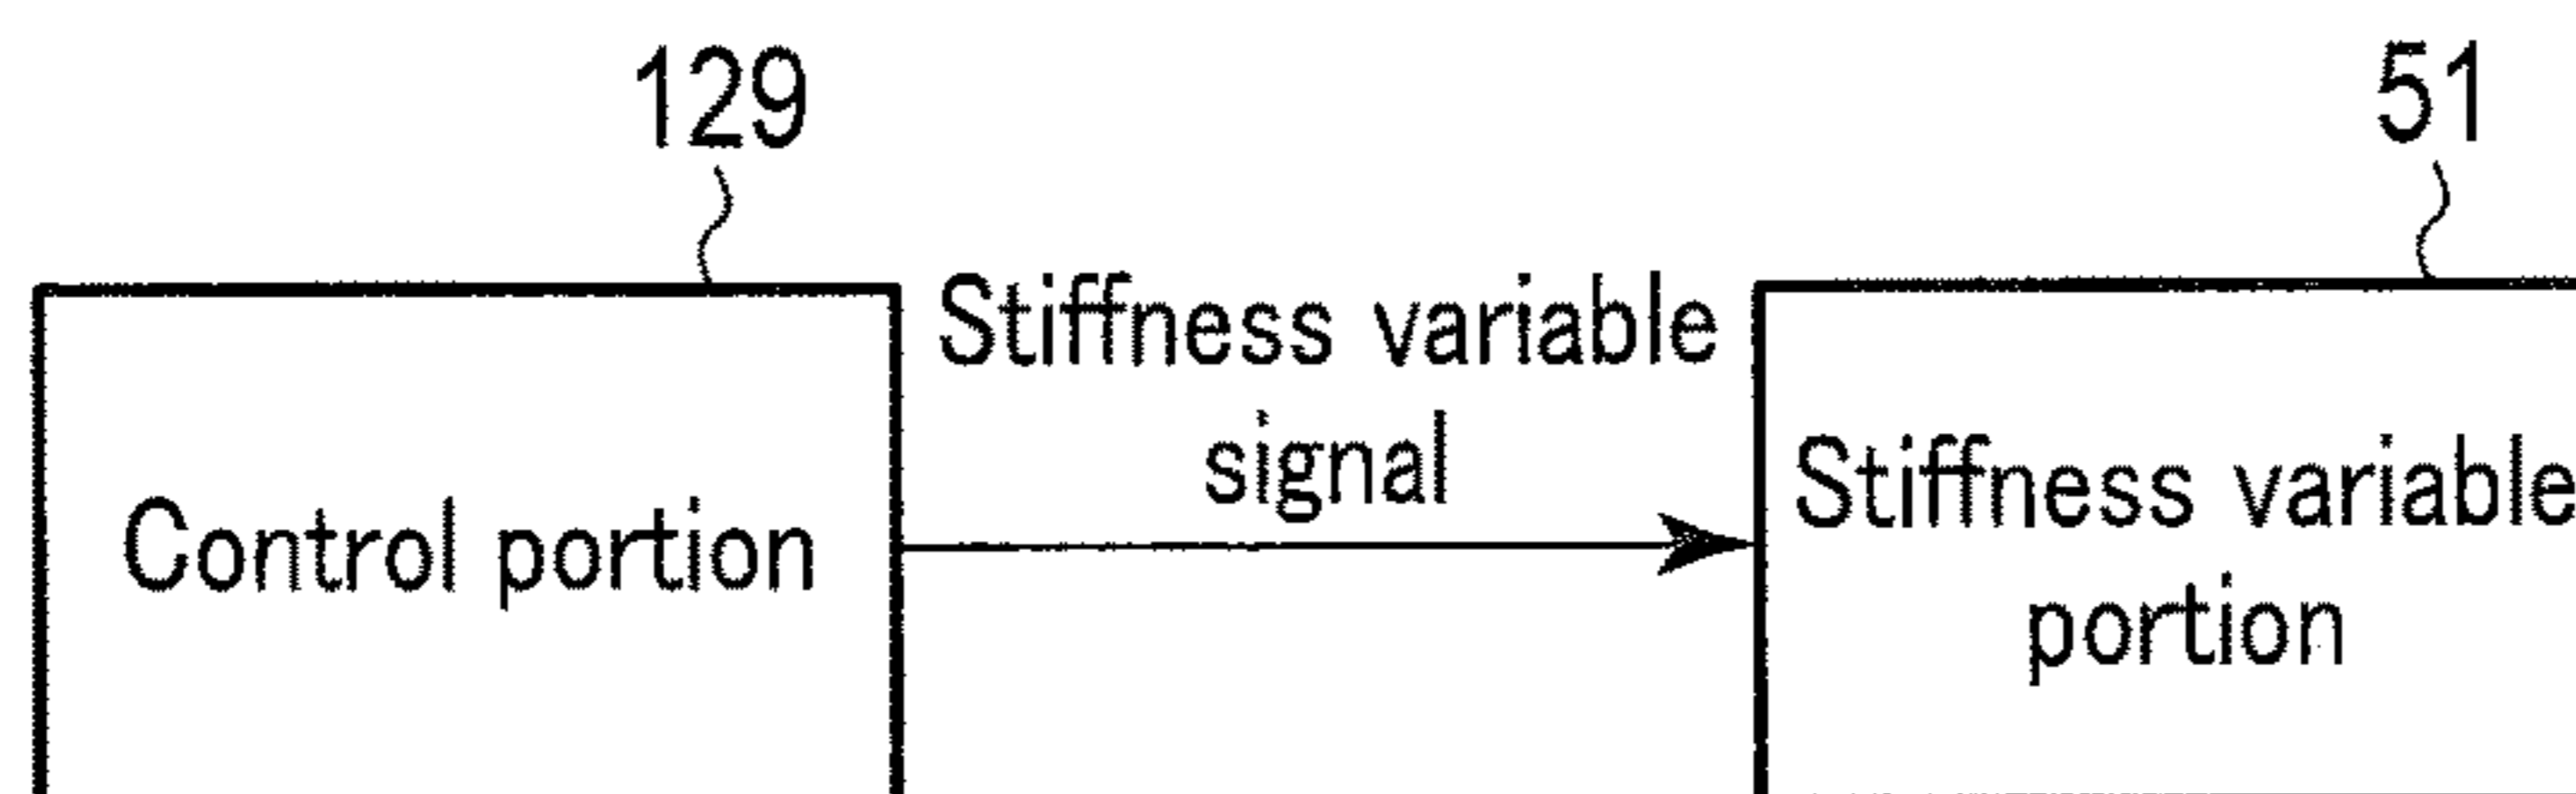 129
51
Stiffness variable
signal
Control portion
Stiffness variable
portion